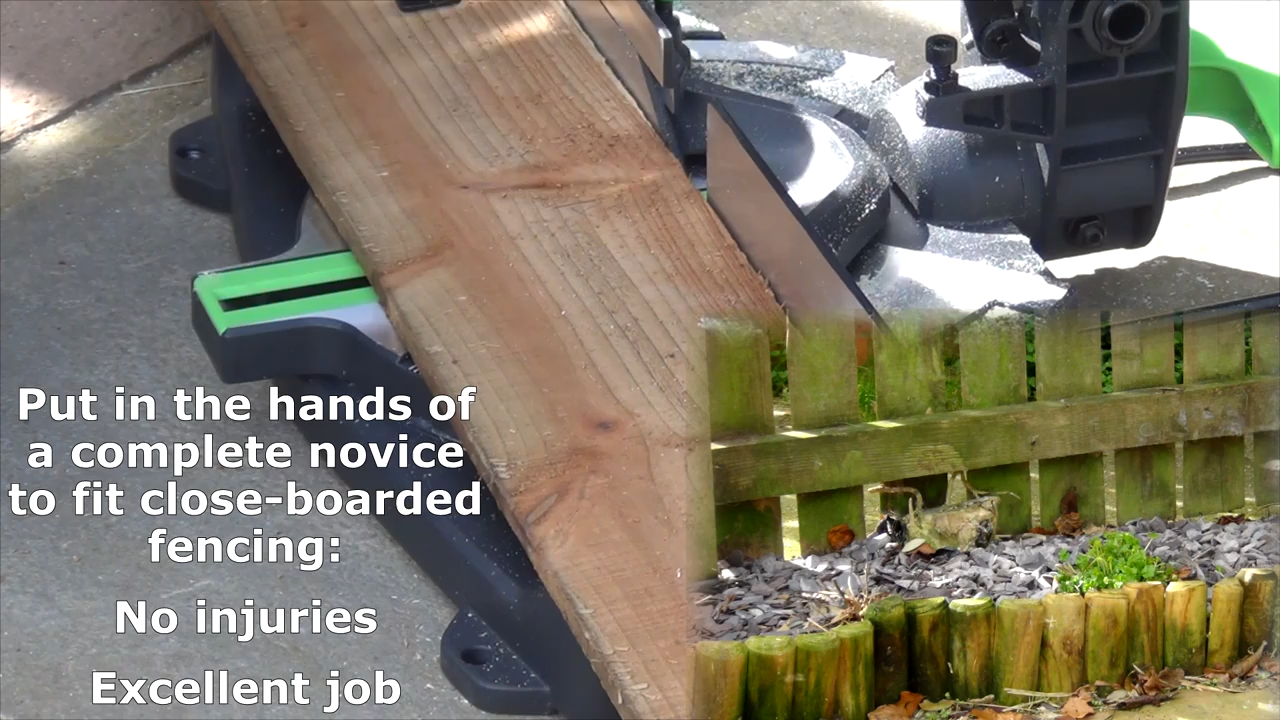 Put in the hands of
a complete novice
to fit close-boarded
fencing:
No injuries
Excellent job